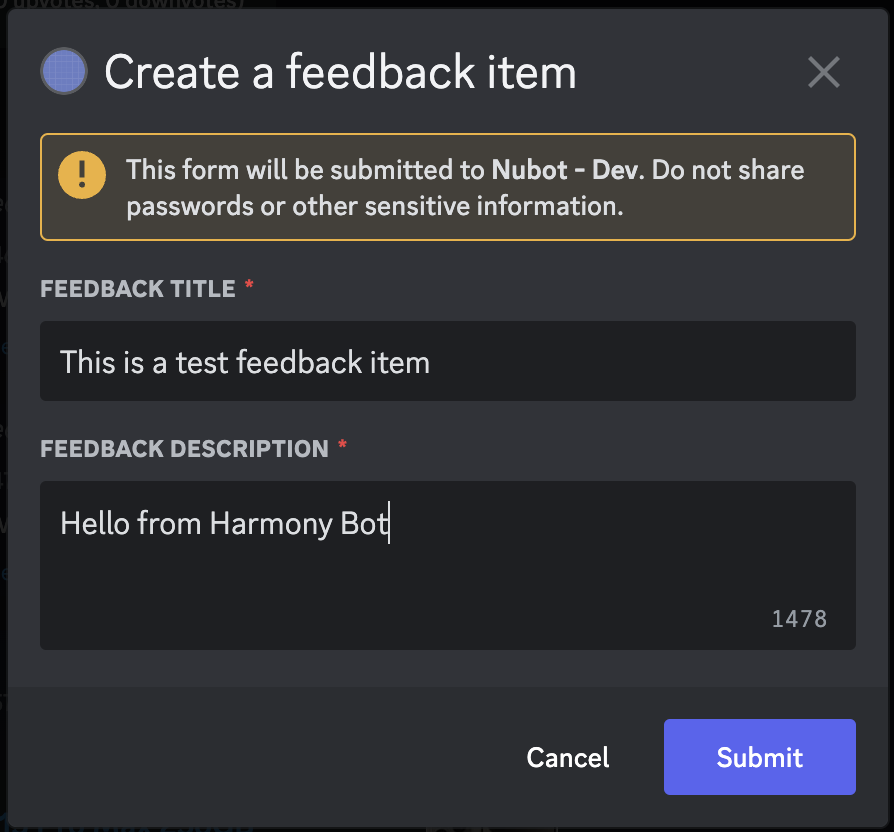 0 upvotes, 0 downvotes)
Create a feedback item
This form will be submitted to Nubot - Dev. Do not share
passwords or other sensitive information.
FEEDBACK TITLE *
This is a test feedback item
FEEDBACK DESCRIPTION *
Hello from Harmony Bot
1478
Cancel
Submit